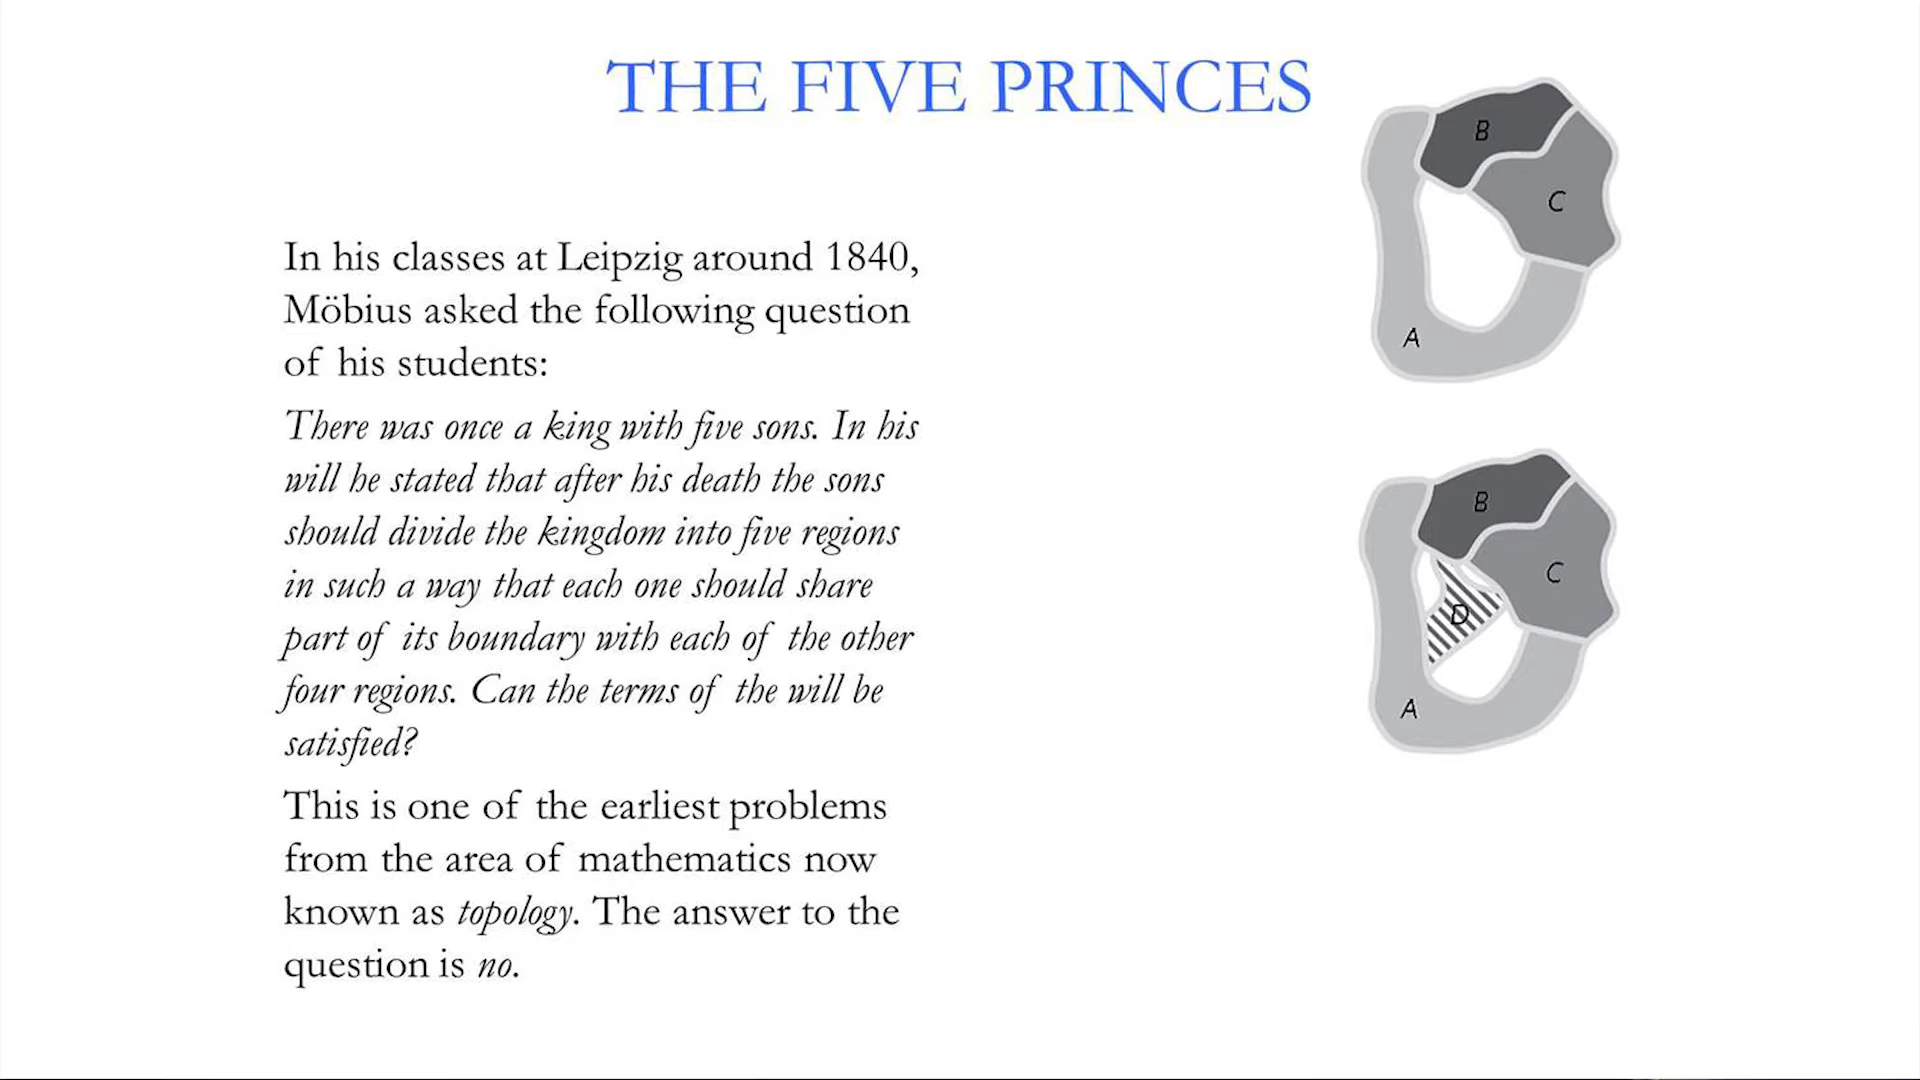 THE FIVE PRINCES
In his classes at Leipzig around 1840,
Möbius asked the following question
of his students:
There was once a king with five sons. In his
will he stated that after his death the sons
should divide the kingdom into five regions
in such a way that each one should share
part of its boundary with each of the other
four regions. Can the terms of the will be
satisfied?
This is one of the earliest problems
from the area of mathematics now
known as topology. The answer to the
question is no.
B
C
A
B
C
D
A